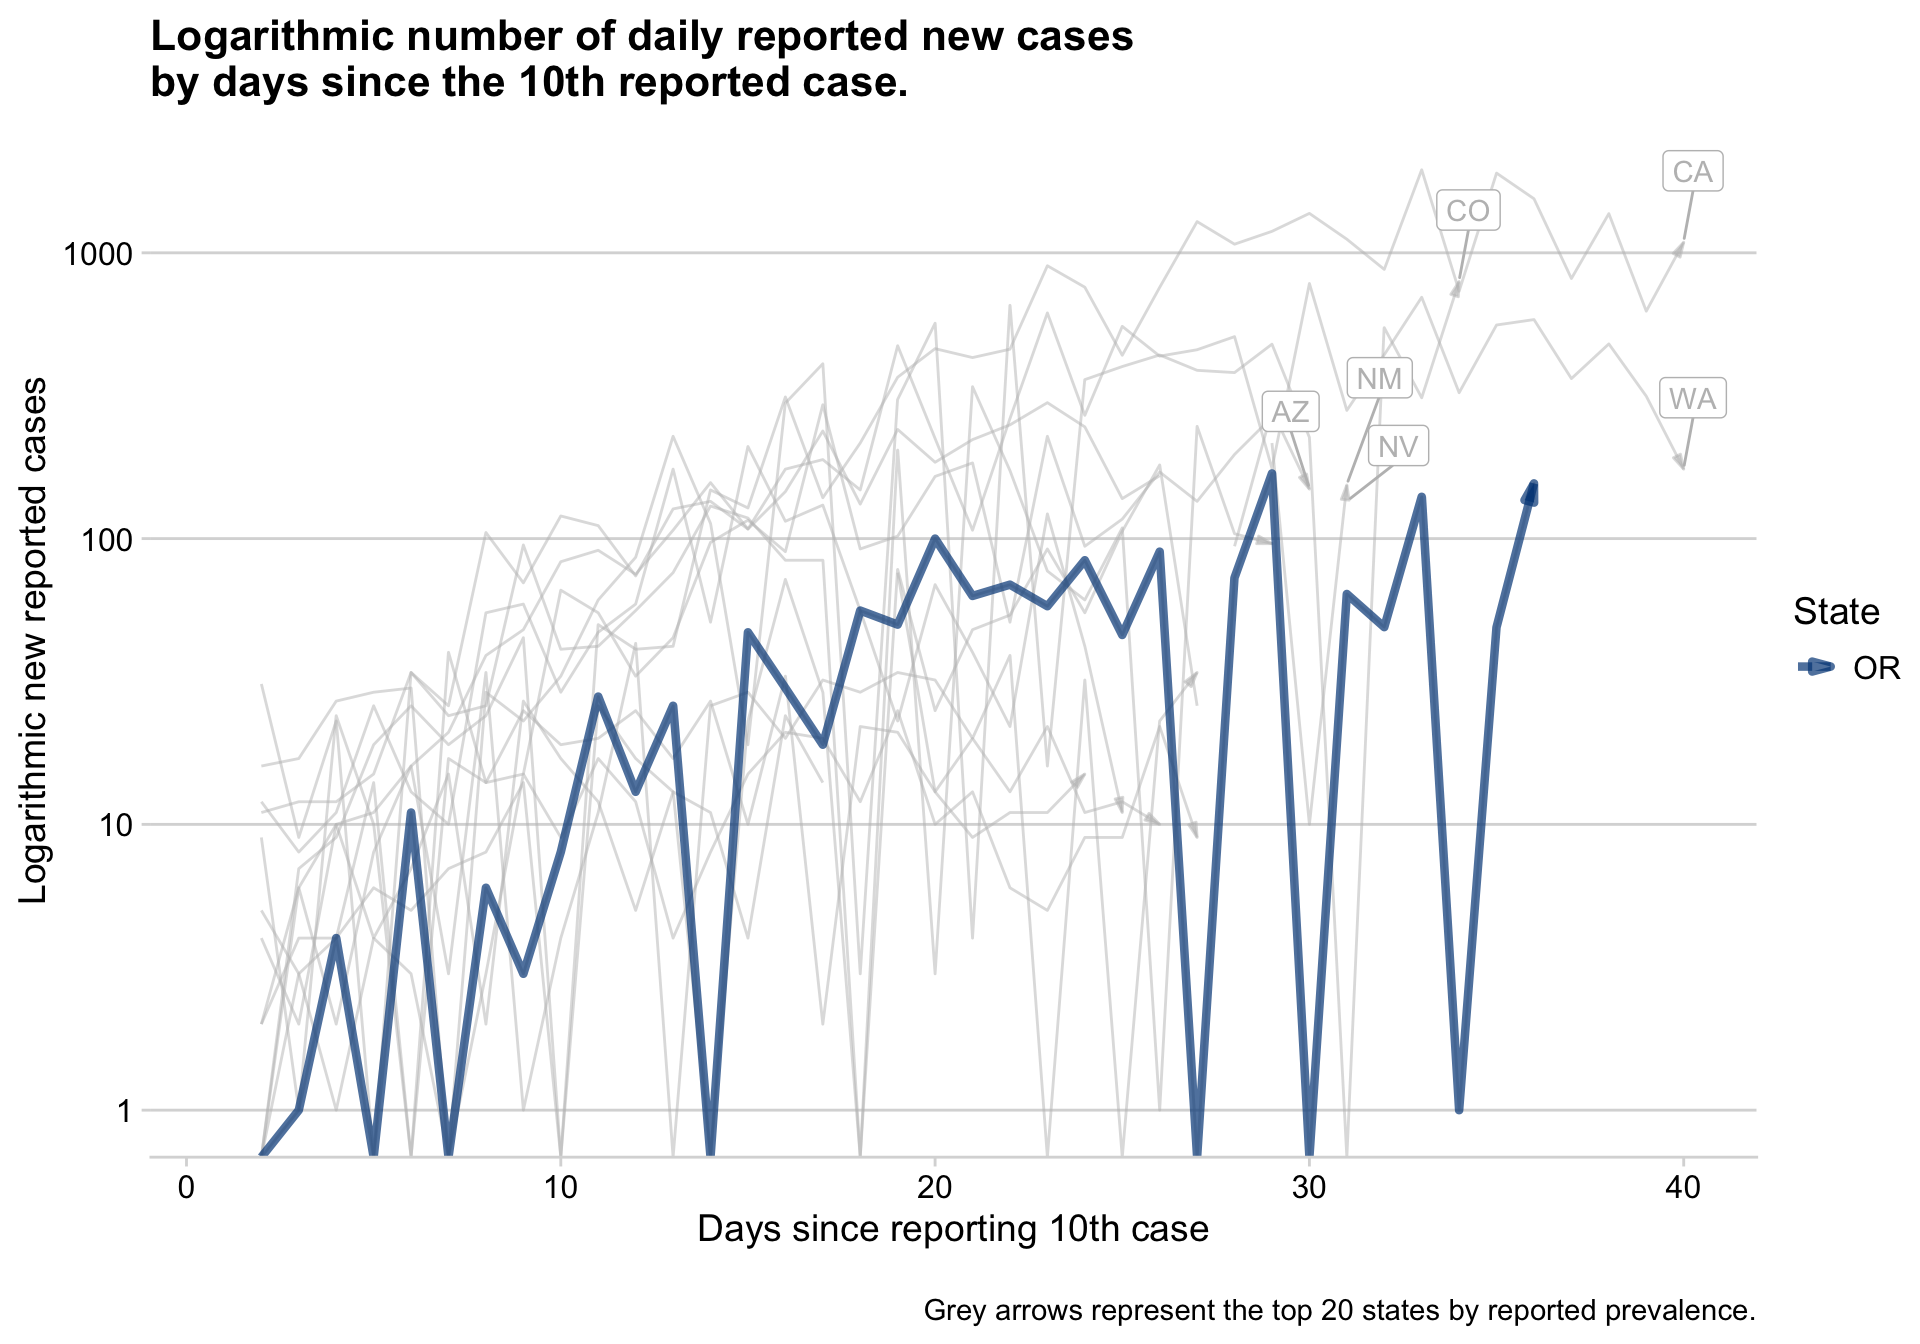 Logarithmic number of daily reported new cases
by days since the 10th reported case.
CA
CO
1000
NM
WA
AZ
NV
Logarithmic new reported cases
100
State
OR
10
1
0 10 20 30 40
Days since reporting 10th case
Grey arrows represent the top 20 states by reported prevalence.